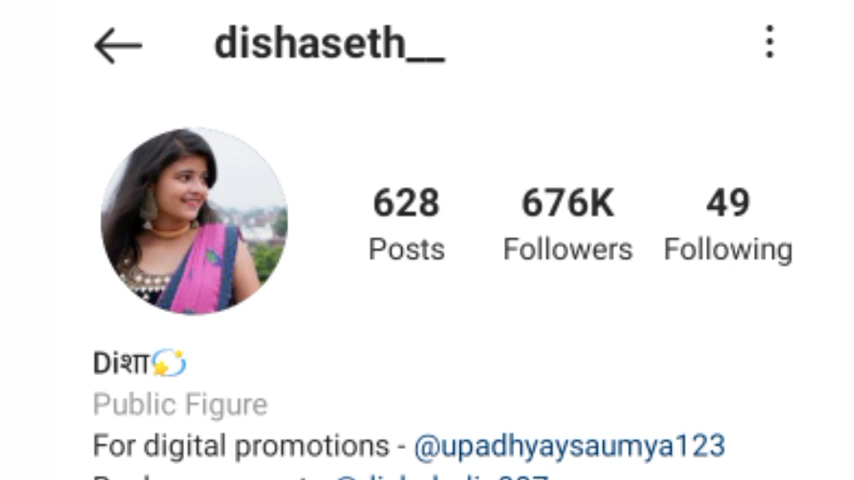 dishaseth__
628 676K 49
Posts Followers Following
Diशा💫
Public Figure
For digital promotions - @upadhyaysaumya123